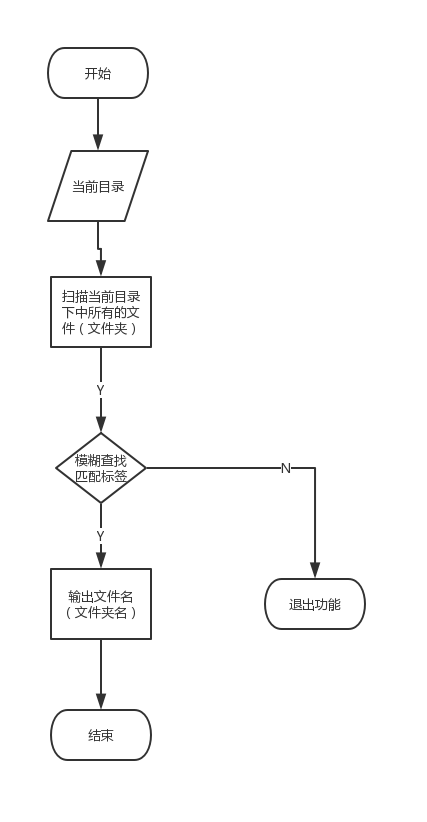 开始
当前目录
扫描当前目录
下中所有的文
件（文件夹）
Y
模糊查找
匹配标签
N
Y
输出文件名
（文件夹名）
退出功能
结束